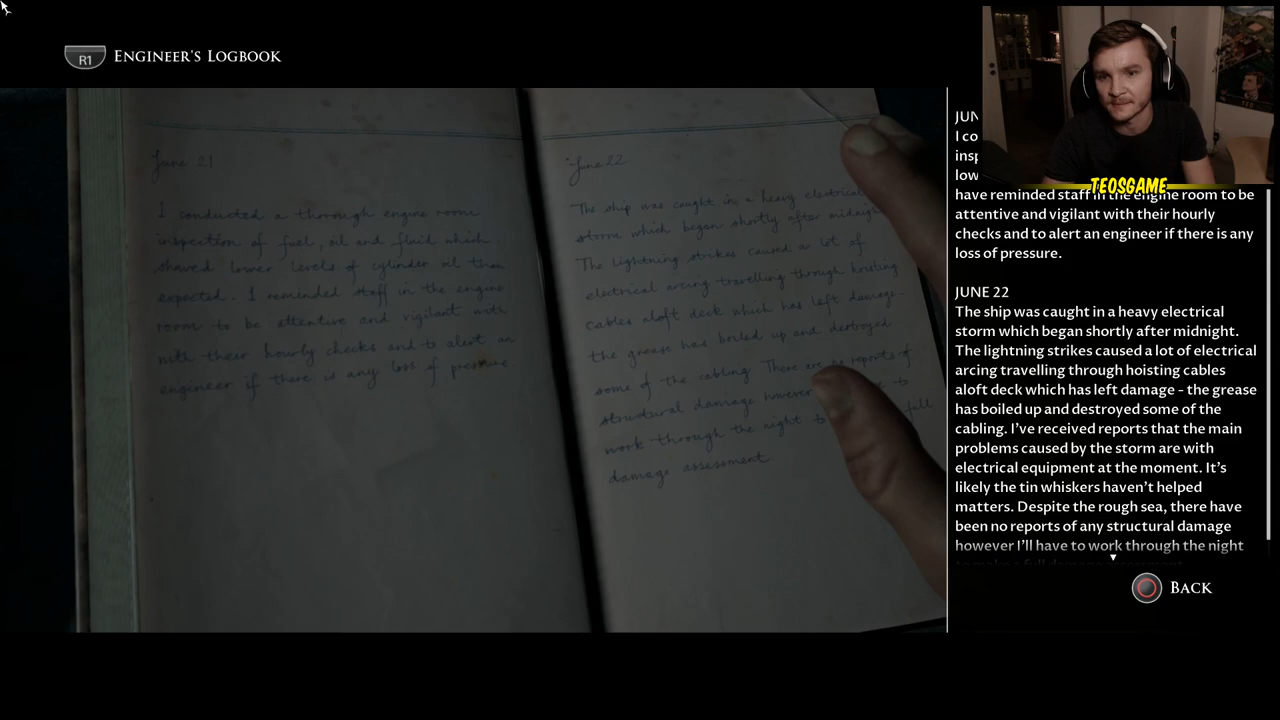 R1 ENGINEER'S LOGBOOK
June 21
I conducted a thorough engine room
inspection of fuel, oil and fluid which
showed lower levels of cylinder oil than
expected. I reminded staff in the engine
room to be attentive and vigilant with
with their hourly checks and to alert an
engineer if there is any loss of pressure
June 22
The ship was caught in a heavy electrical
storm which began shortly after midnigh
The lightning strikes caused a lot of
electrical arcing travelling through hoisting
cables aloft deck which has left damage.
the grease has boiled up and destroyed
some of the cabling There are no reports of
structural damage however to
work through the night to full
damage assessment
JUN
I co
insp
low
have reminded staff in the engine room to be
attentive and vigilant with their hourly
checks and to alert an engineer if there is any
loss of pressure.
JUNE 22
The ship was caught in a heavy electrical
storm which began shortly after midnight.
The lightning strikes caused a lot of electrical
arcing travelling through hoisting cables
aloft deck which has left damage - the grease
has boiled up and destroyed some of the
cabling. I've received reports that the main
problems caused by the storm are with
electrical equipment at the moment. It's
likely the tin whiskers haven't helped
matters. Despite the rough sea, there have
been no reports of any structural damage
however I'll have to work through the night
to make a full damage assessment
TEOSGAME
BACK